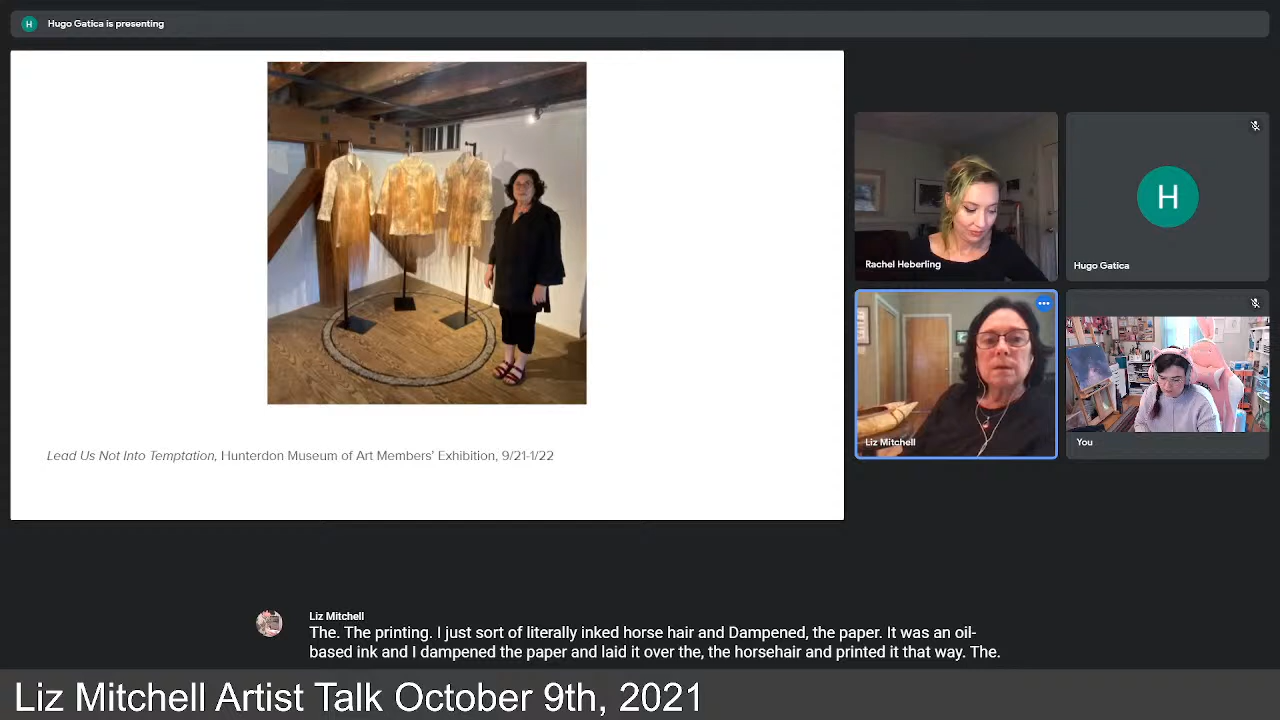 H Hugo Gatica is presenting
Lead Us Not Into Temptation, Hunterdon Museum of Art Members' Exhibition, 9/21-1/22
Rachel Heberling
H
Hugo Gatica
Liz Mitchell
You
Liz Mitchell
The. The printing. I just sort of literally inked horse hair and Dampened, the paper. It was an oil-
based ink and I dampened the paper and laid it over the, the horsehair and printed it that way. The.
Liz Mitchell Artist Talk October 9th, 2021